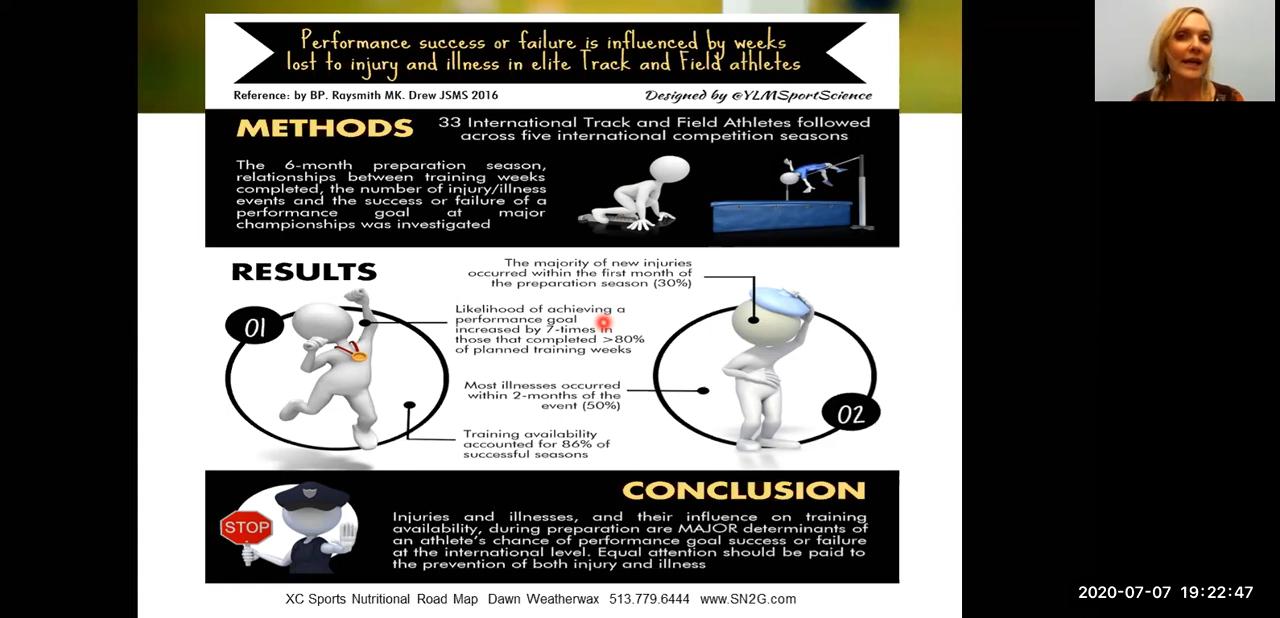 Performance success or failure is influenced by weeks
lost to injury and illness in elite Track and Field athletes
Reference: by BP. Raysmith MK. Drew JSMS 2016
Designed by @YLMSportScience
METHODS
33 International Track and Field Athletes followed
across five international competition seasons
The 6-month preparation season,
relationships between training weeks
completed, the number of injury/illness
events and the success or failure of a
performance goal at major
championships was investigated
RESULTS
The majority of new injuries
occurred within the first month of
the preparation season (30%)
01
Likelihood of achieving a
performance goal
increased by 7-times in
those that completed >80%
of planned training weeks
Most illnesses occurred
within 2-months of the
event (50%)
02
Training availability
accounted for 86% of
successful seasons
CONCLUSION
STOP
Injuries and illnesses, and their influence on training
availability, during preparation are MAJOR determinants of
an athlete's chance of performance goal success or failure
at the international level. Equal attention should be paid to
the prevention of both injury and illness
XC Sports Nutritional Road Map Dawn Weatherwax 513.779.6444 www.SN2G.com
2020-07-07 19:22:47